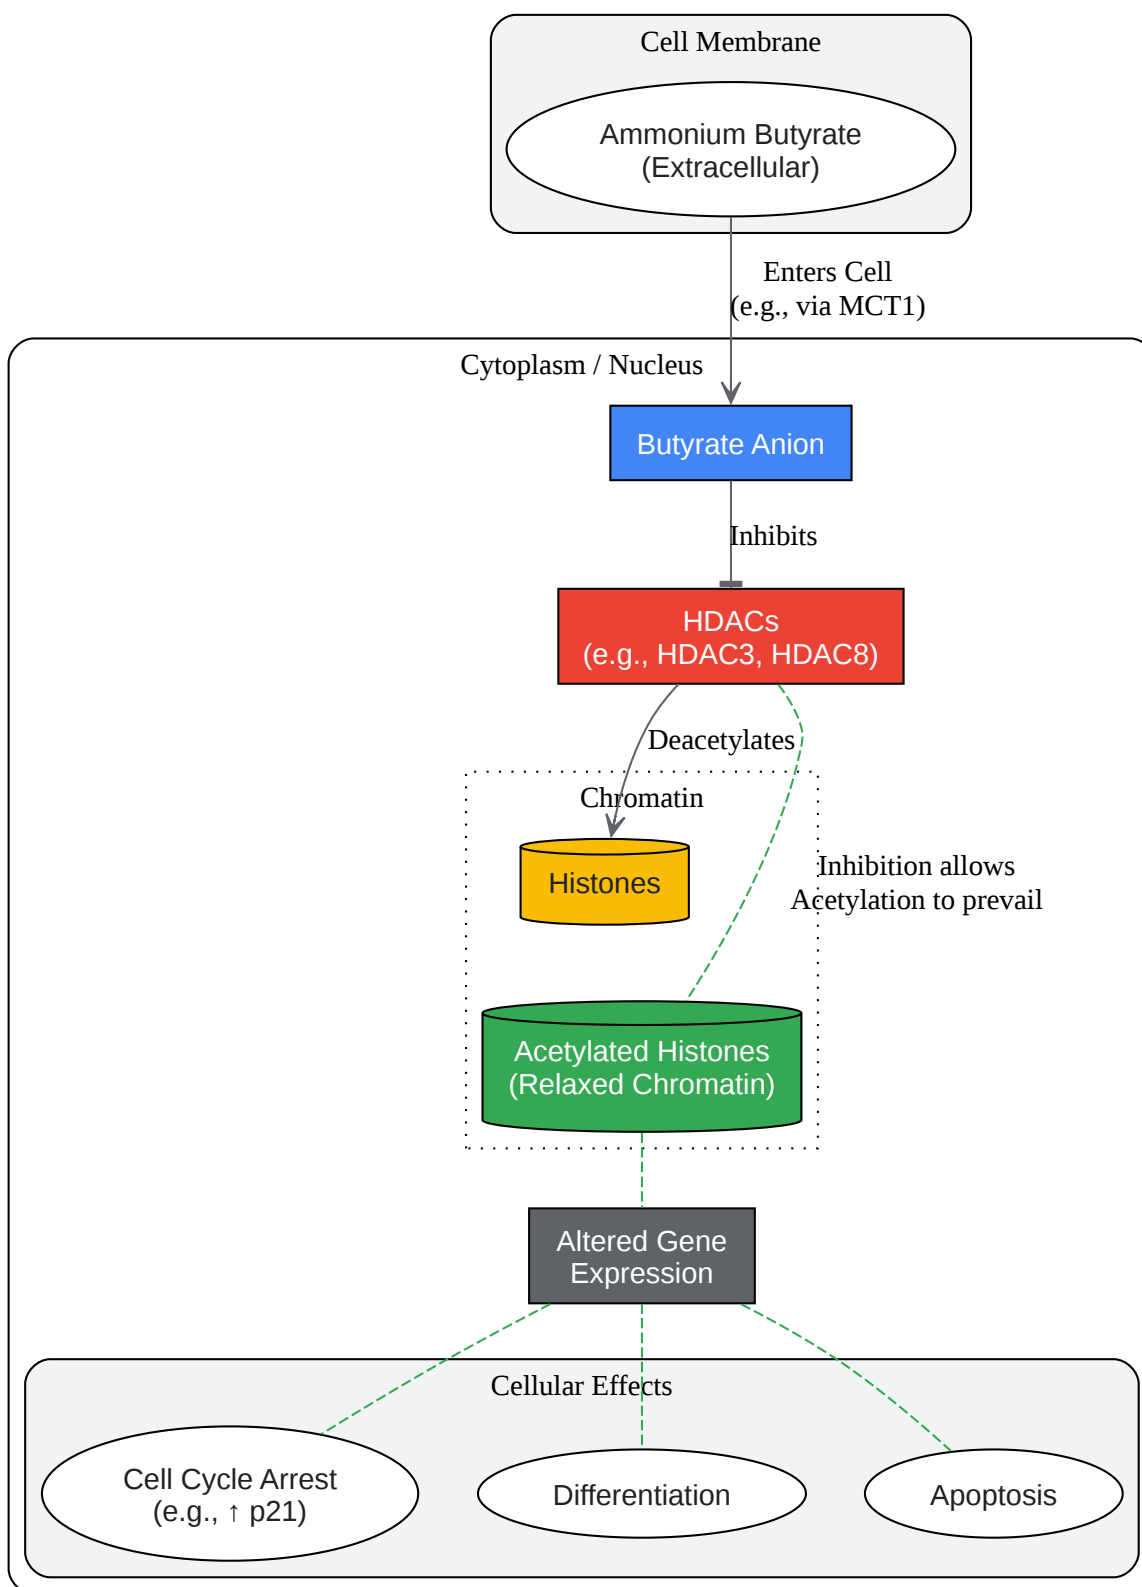 Cell Membrane
Ammonium Butyrate
(Extracellular)
Enters Cell
(e.g., via MCT1)
Cytoplasm / Nucleus
Butyrate Anion
Inhibits
HDACs
(e.g., HDAC3, HDAC8)
Deacetylates
Chromatin
Histones
Inhibition allows
Acetylation to prevail
Acetylated Histones
(Relaxed Chromatin)
Altered Gene
Expression
Cellular Effects
Cell Cycle Arrest
(e.g., ↑ p21)
Differentiation
Apoptosis